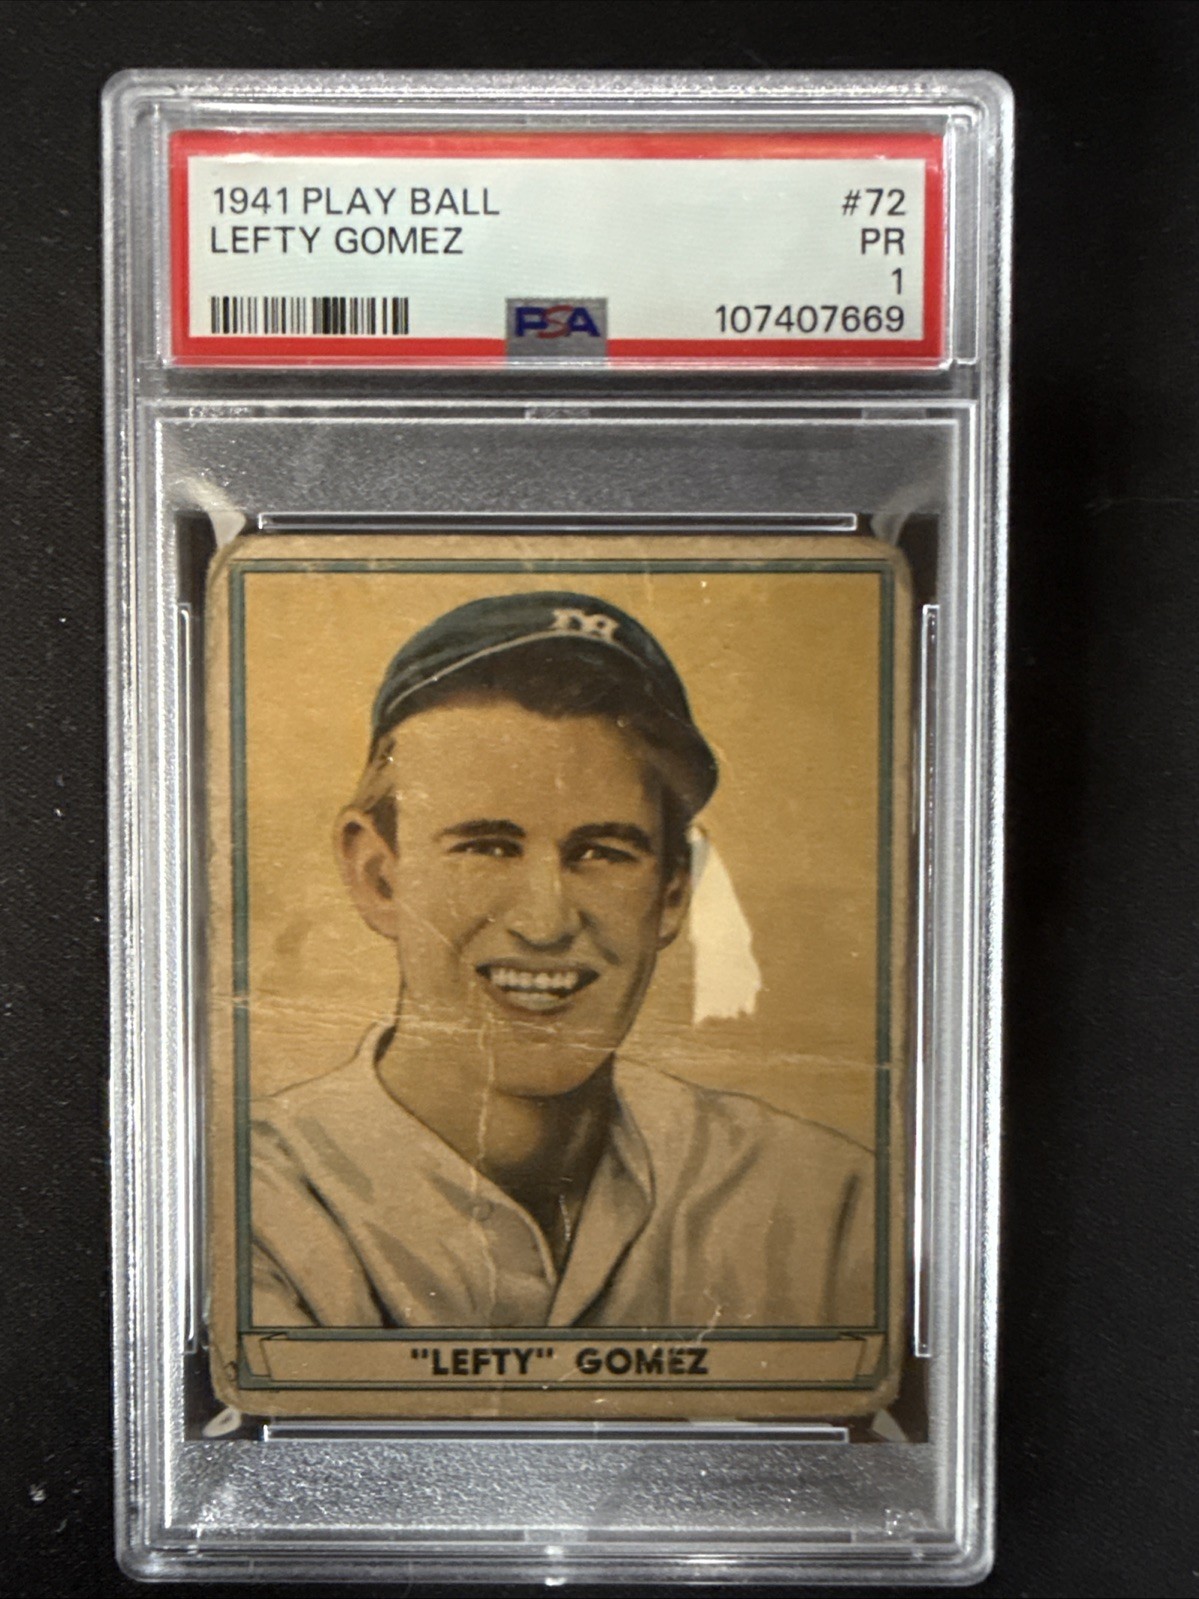 1941 PLAY BALL #72
LEFTY GOMEZ PR
1
PSA 107407669
"LEFTY" GOMEZ